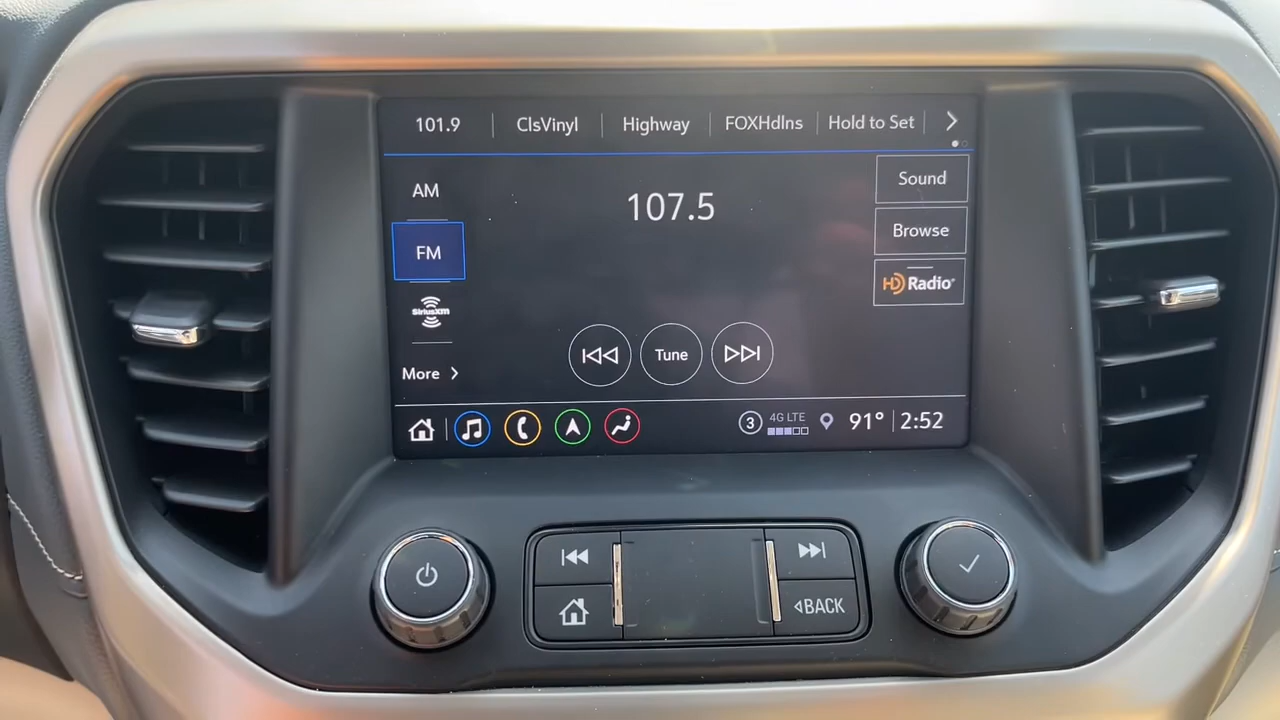 101.9 ClsVinyl Highway FOXHdlns Hold to Set
AM
107.5
Sound
FM
Browse
SiriusXM
HD Radio
More
Tune
3 4G LTE 91° 2:52
BACK